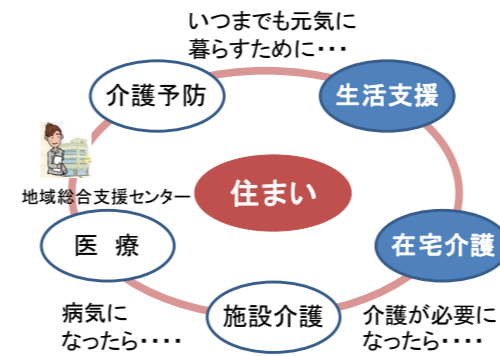 いつまでも元気に
暮らすために・・・
介護予防
生活支援
地域総合支援センター
住まい
医 療
在宅介護
施設介護
病気に
なったら・・・・
介護が必要に
なったら・・・・